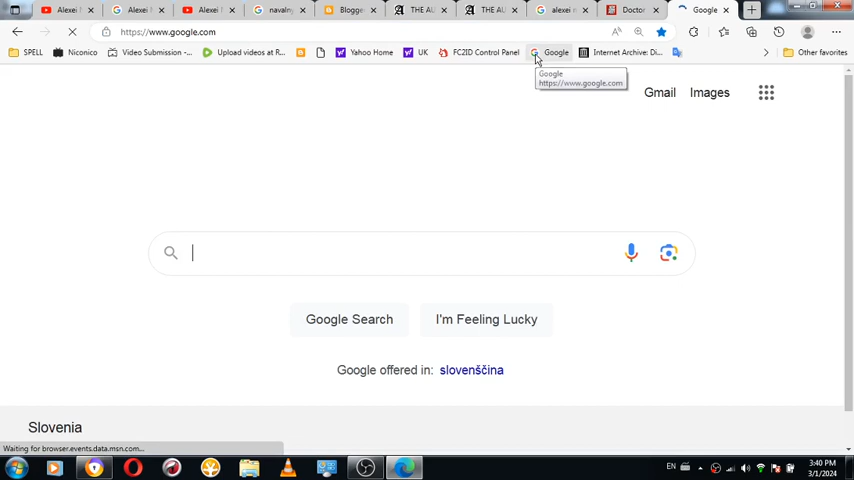 Alexei N
Alexei N
Alexei N
navaln
Blogge
THE AU
THE AU
alexei n
Doctor
Google
https://www.google.com
SPELL
Niconico
Video Submission -...
Upload videos at R...
Yahoo Home
UK
FC2ID Control Panel
Google
Internet Archive: Di...
Other favorites
Google
https://www.google.com
Gmail
Images
Google Search
I'm Feeling Lucky
Google offered in: slovenščina
Slovenia
Waiting for browser.events.data.msn.com...
EN
3:40 PM
3/1/2024